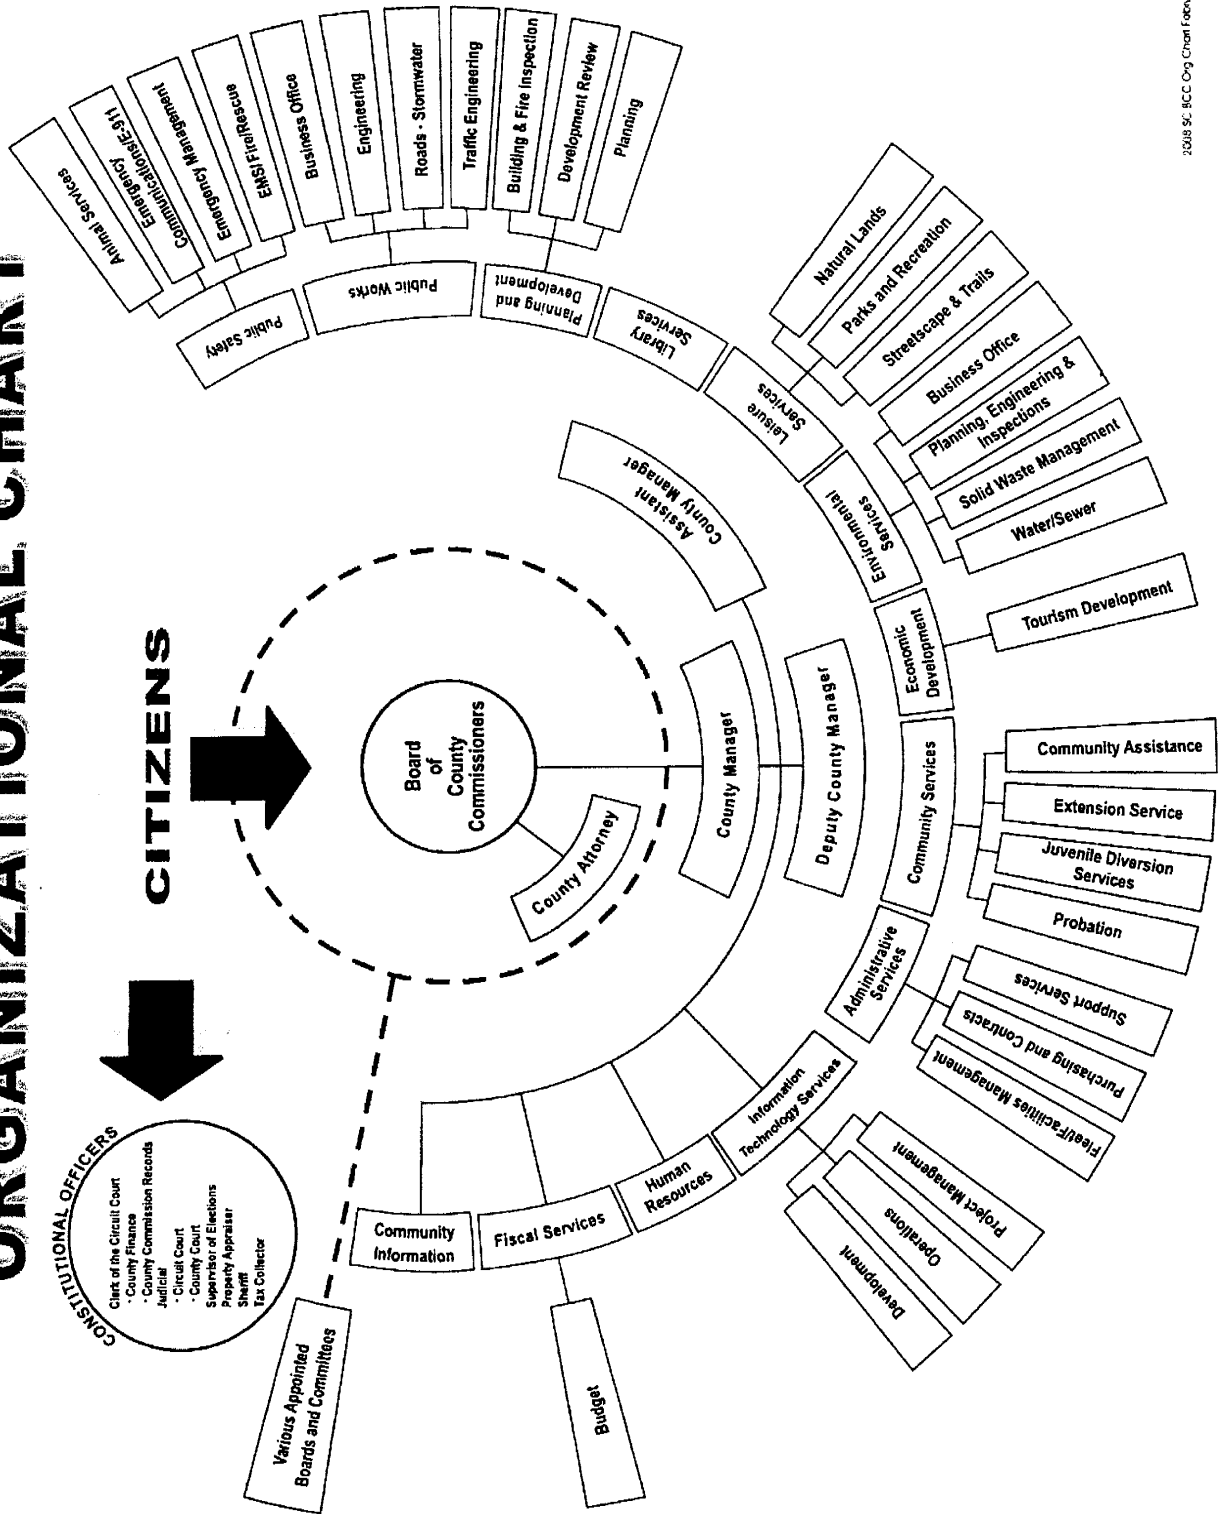 ORGANIZATIONAL CHART
CITIZENS
CONSTITUTIONAL OFFICERS
Clerk of the Circuit Court
- County Finance
- County Commission Records
Judicial
- Circuit Court
- County Court
Supervisor of Elections
Property Appraiser
Sheriff
Tax Collector
Board
of
County
Commissioners
County Attorney
County Manager
Deputy County Manager
Assistant
County Manager
Various Appointed
Boards and Committees
Community
Information
Fiscal Services
Budget
Human
Resources
Information
Technology Services
Development
Operations
Project Management
Administrative
Services
Fleet/Facilities Management
Purchasing and Contracts
Support Services
Community Services
Probation
Juvenile Diversion
Services
Extension Service
Community Assistance
Economic
Development
Tourism Development
Environmental
Services
Water/Sewer
Solid Waste Management
Planning, Engineering &
Inspections
Business Office
Leisure
Services
Streetscape & Trails
Parks and Recreation
Natural Lands
Library
Services
Planning and
Development
Planning
Development Review
Building & Fire Inspection
Public Works
Traffic Engineering
Roads - Stormwater
Engineering
Business Office
Public Safety
EMS/Fire/Rescue
Emergency Management
Emergency
Communications/E-911
Animal Services
2008 SC BCC Org Chart